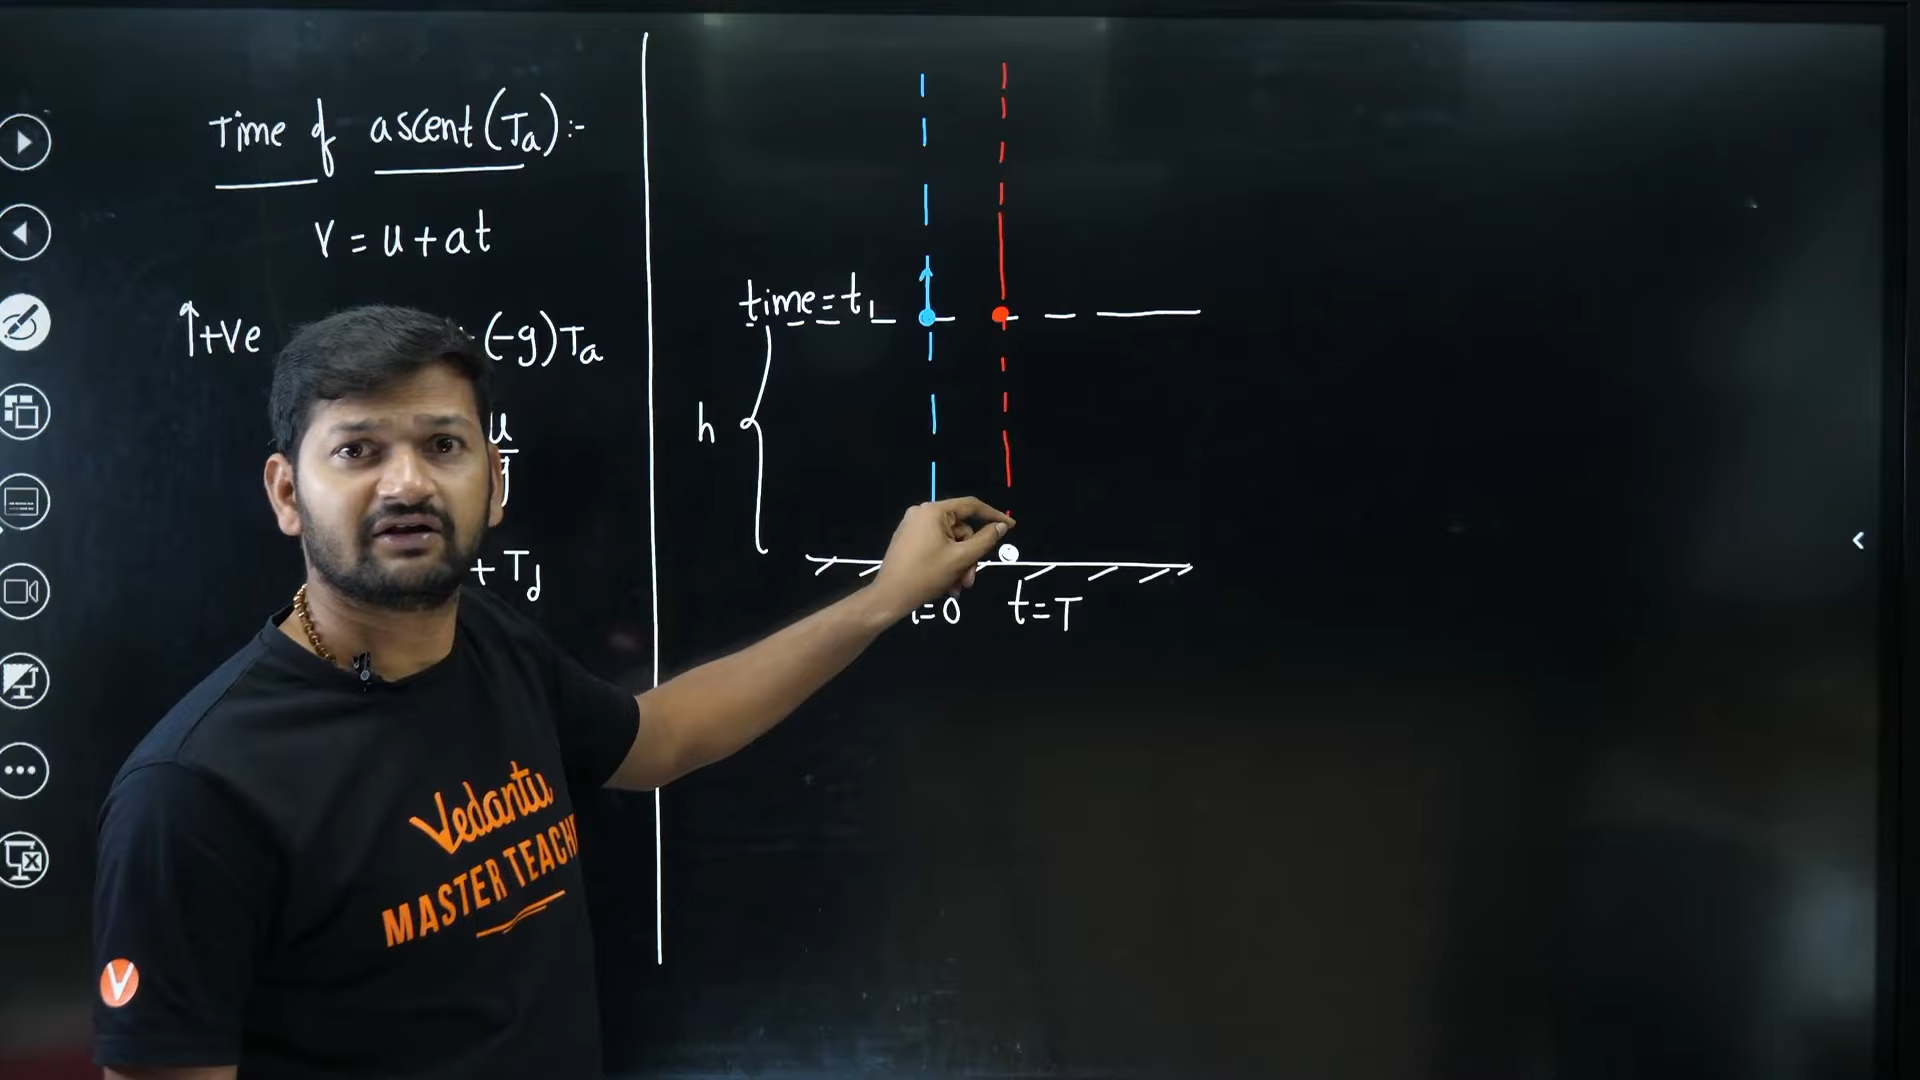 Time of ascent (Ta) :-
v = u + at
↑+ve (-g)Ta
u
+ Td
time = t1
h
=0 t=T
Vedantu
MASTER TEACH
V